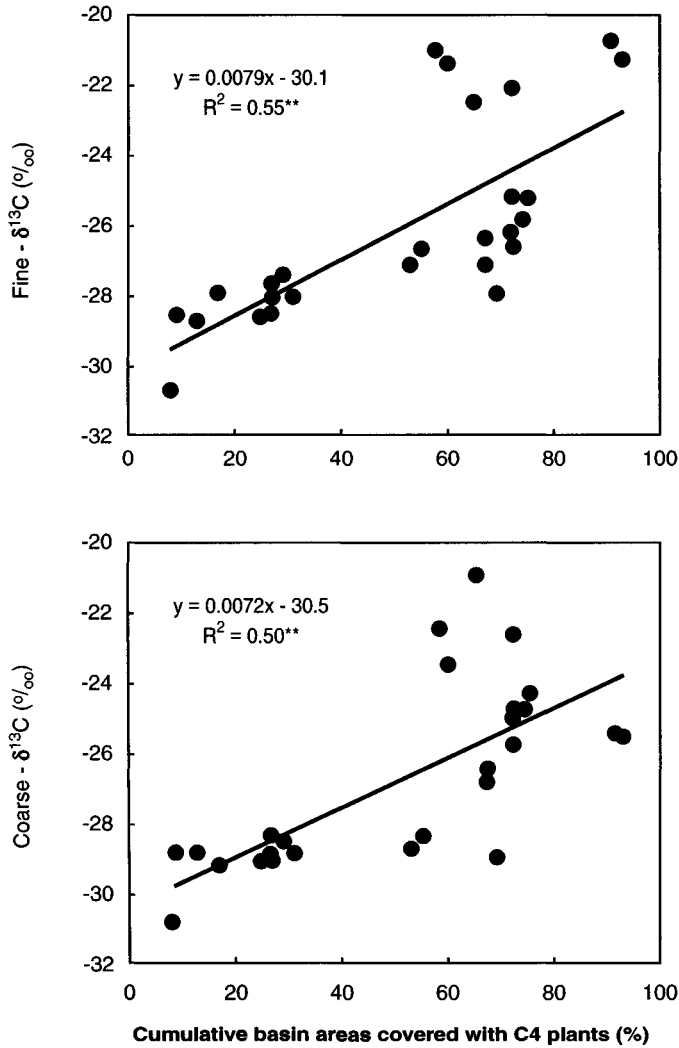 -20
y = 0.0079x - 30.1
R² = 0.55**
-22
-24
-26
-28
-30
-32
0 20 40 60 80 100
Fine - δ¹³C (o/oo)
-20
y = 0.0072x - 30.5
R² = 0.50**
-22
-24
-26
-28
-30
-32
0 20 40 60 80 100
Coarse - δ¹³C (o/oo)
Cumulative basin areas covered with C4 plants (%)